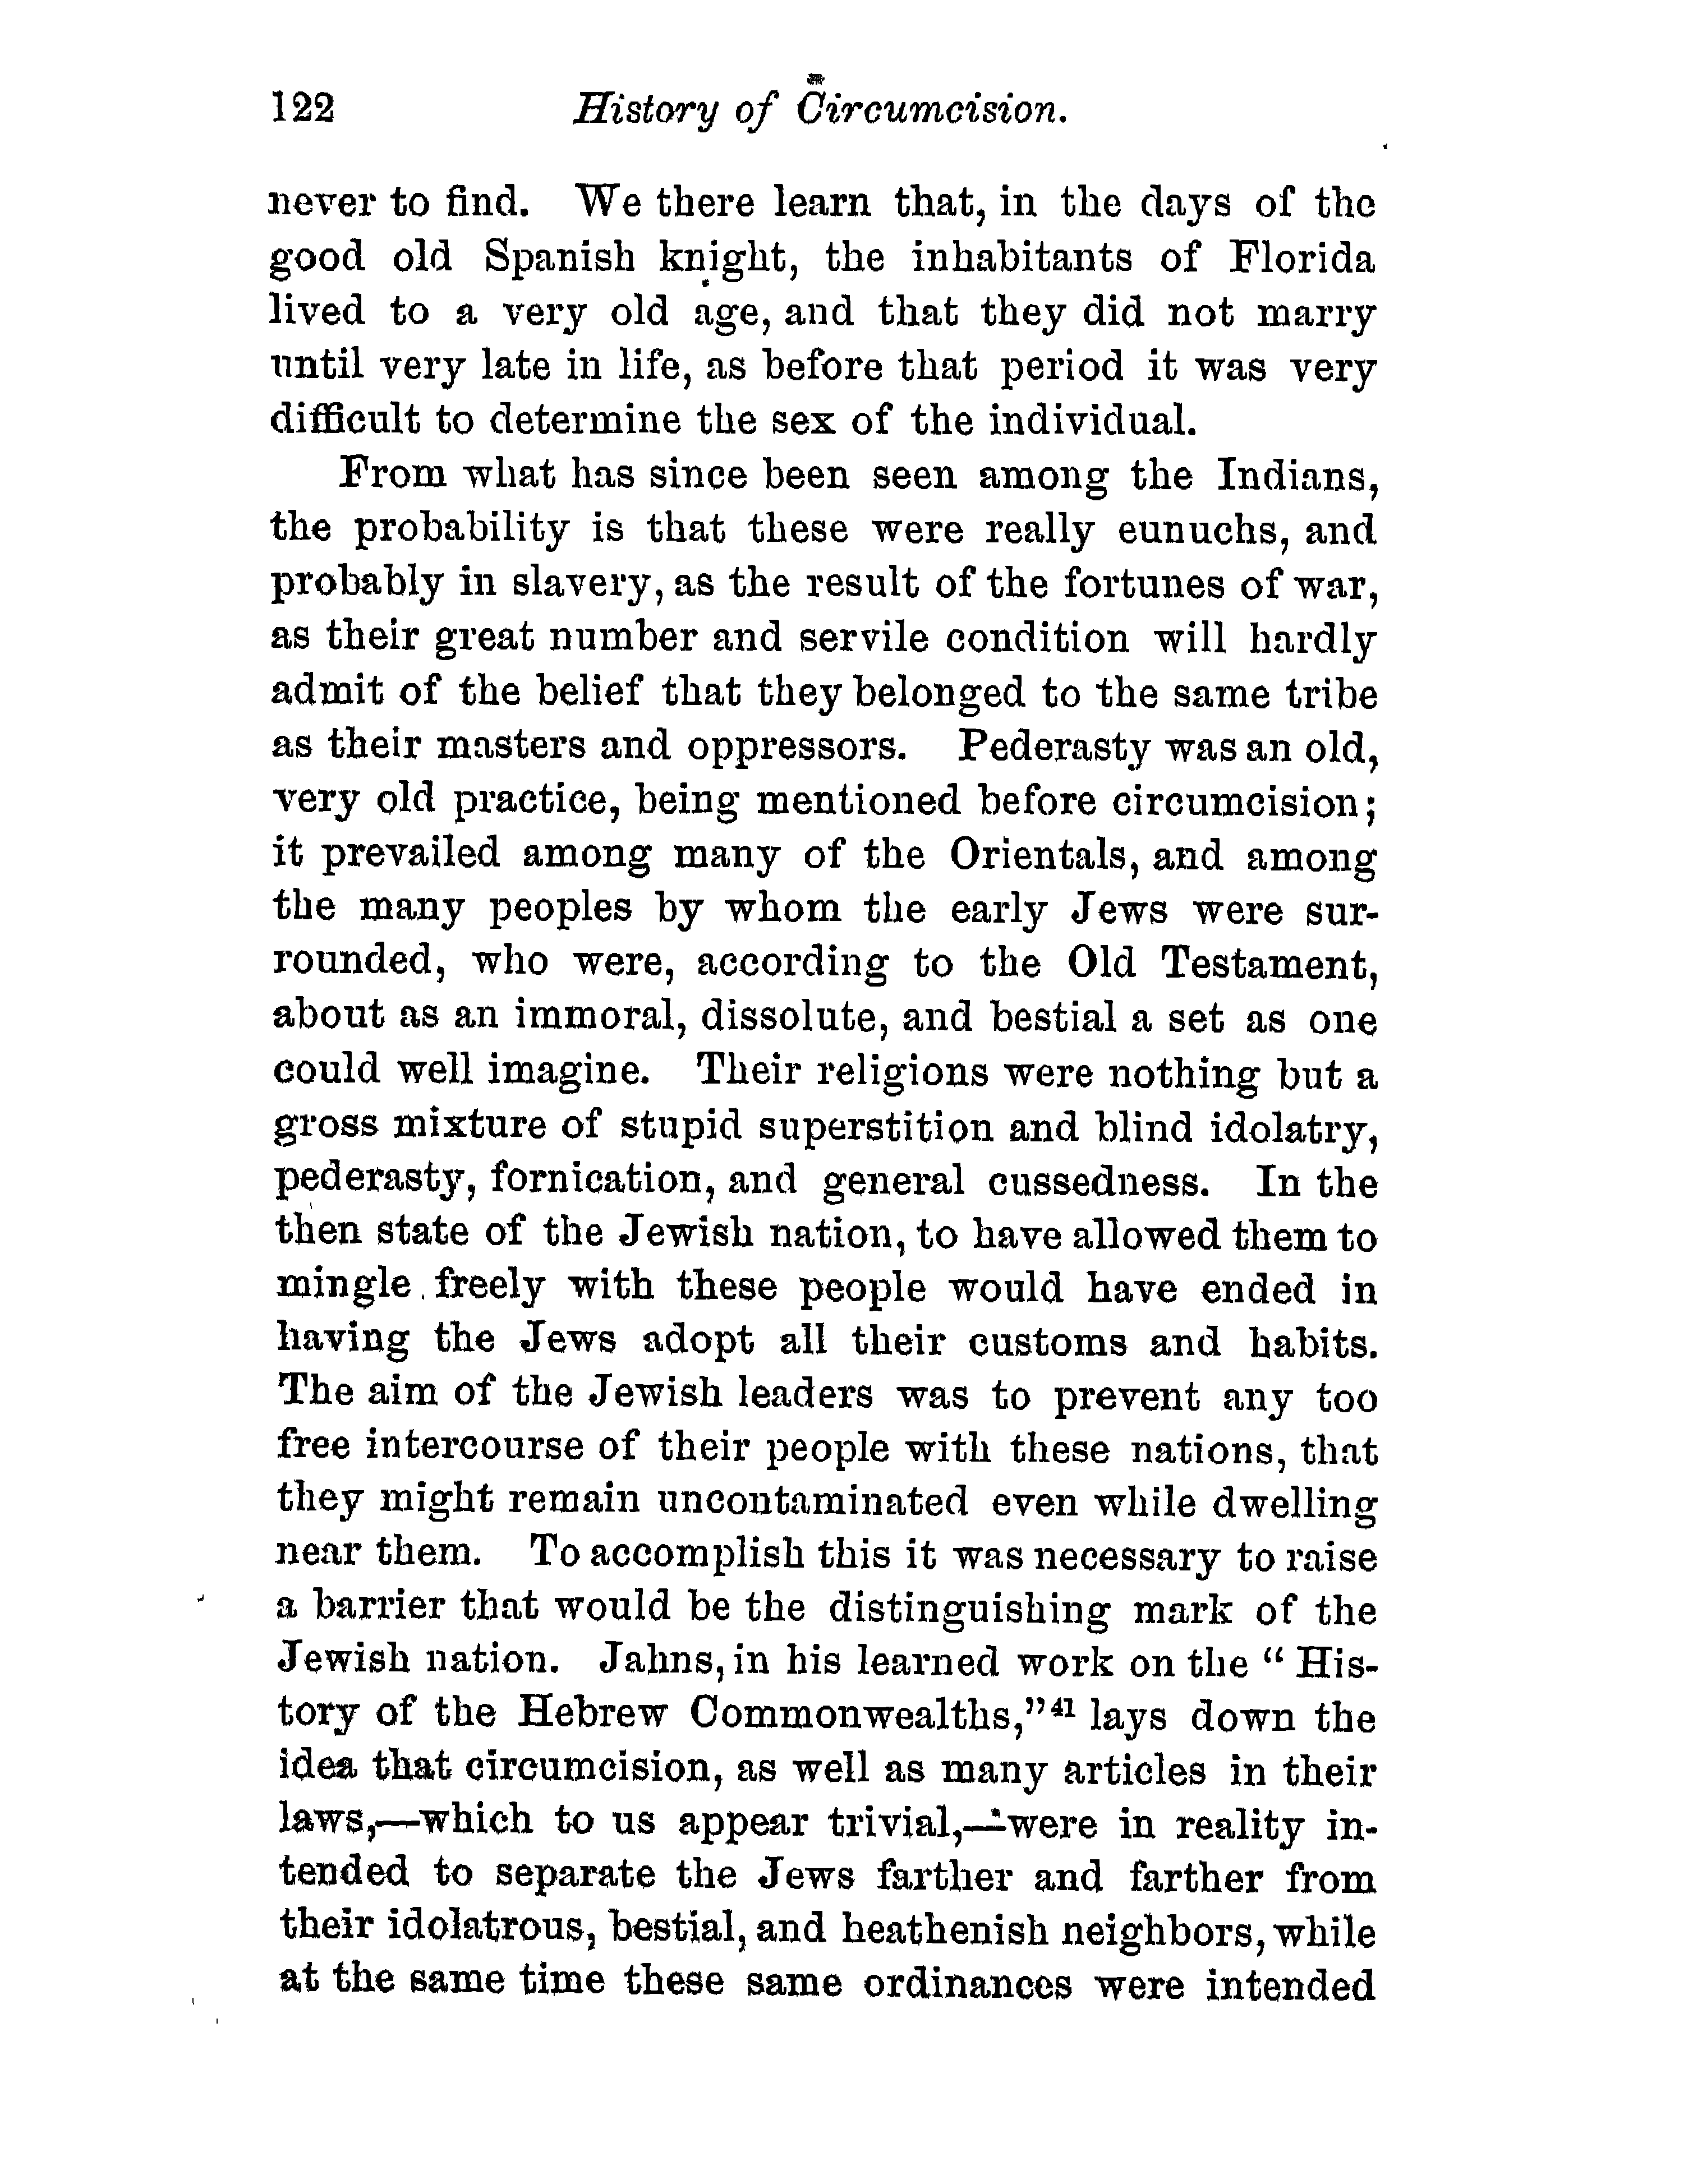 122 History of Circumcision.
never to find. We there learn that, in the days of the
good old Spanish knight, the inhabitants of Florida
lived to a very old age, and that they did not marry
until very late in life, as before that period it was very
difficult to determine the sex of the individual.
From what has since been seen among the Indians,
the probability is that these were really eunuchs, and
probably in slavery, as the result of the fortunes of war,
as their great number and servile condition will hardly
admit of the belief that they belonged to the same tribe
as their masters and oppressors. Pederasty was an old,
very old practice, being mentioned before circumcision;
it prevailed among many of the Orientals, and among
the many peoples by whom the early Jews were sur-
rounded, who were, according to the Old Testament,
about as an immoral, dissolute, and bestial a set as one
could well imagine. Their religions were nothing but a
gross mixture of stupid superstition and blind idolatry,
pederasty, fornication, and general cussedness. In the
then state of the Jewish nation, to have allowed them to
mingle freely with these people would have ended in
having the Jews adopt all their customs and habits.
The aim of the Jewish leaders was to prevent any too
free intercourse of their people with these nations, that
they might remain uncontaminated even while dwelling
near them. To accomplish this it was necessary to raise
a barrier that would be the distinguishing mark of the
Jewish nation. Jahns, in his learned work on the “ His-
tory of the Hebrew Commonwealths,”41 lays down the
idea that circumcision, as well as many articles in their
laws,—which to us appear trivial,—were in reality in-
tended to separate the Jews farther and farther from
their idolatrous, bestial, and heathenish neighbors, while
at the same time these same ordinances were intended